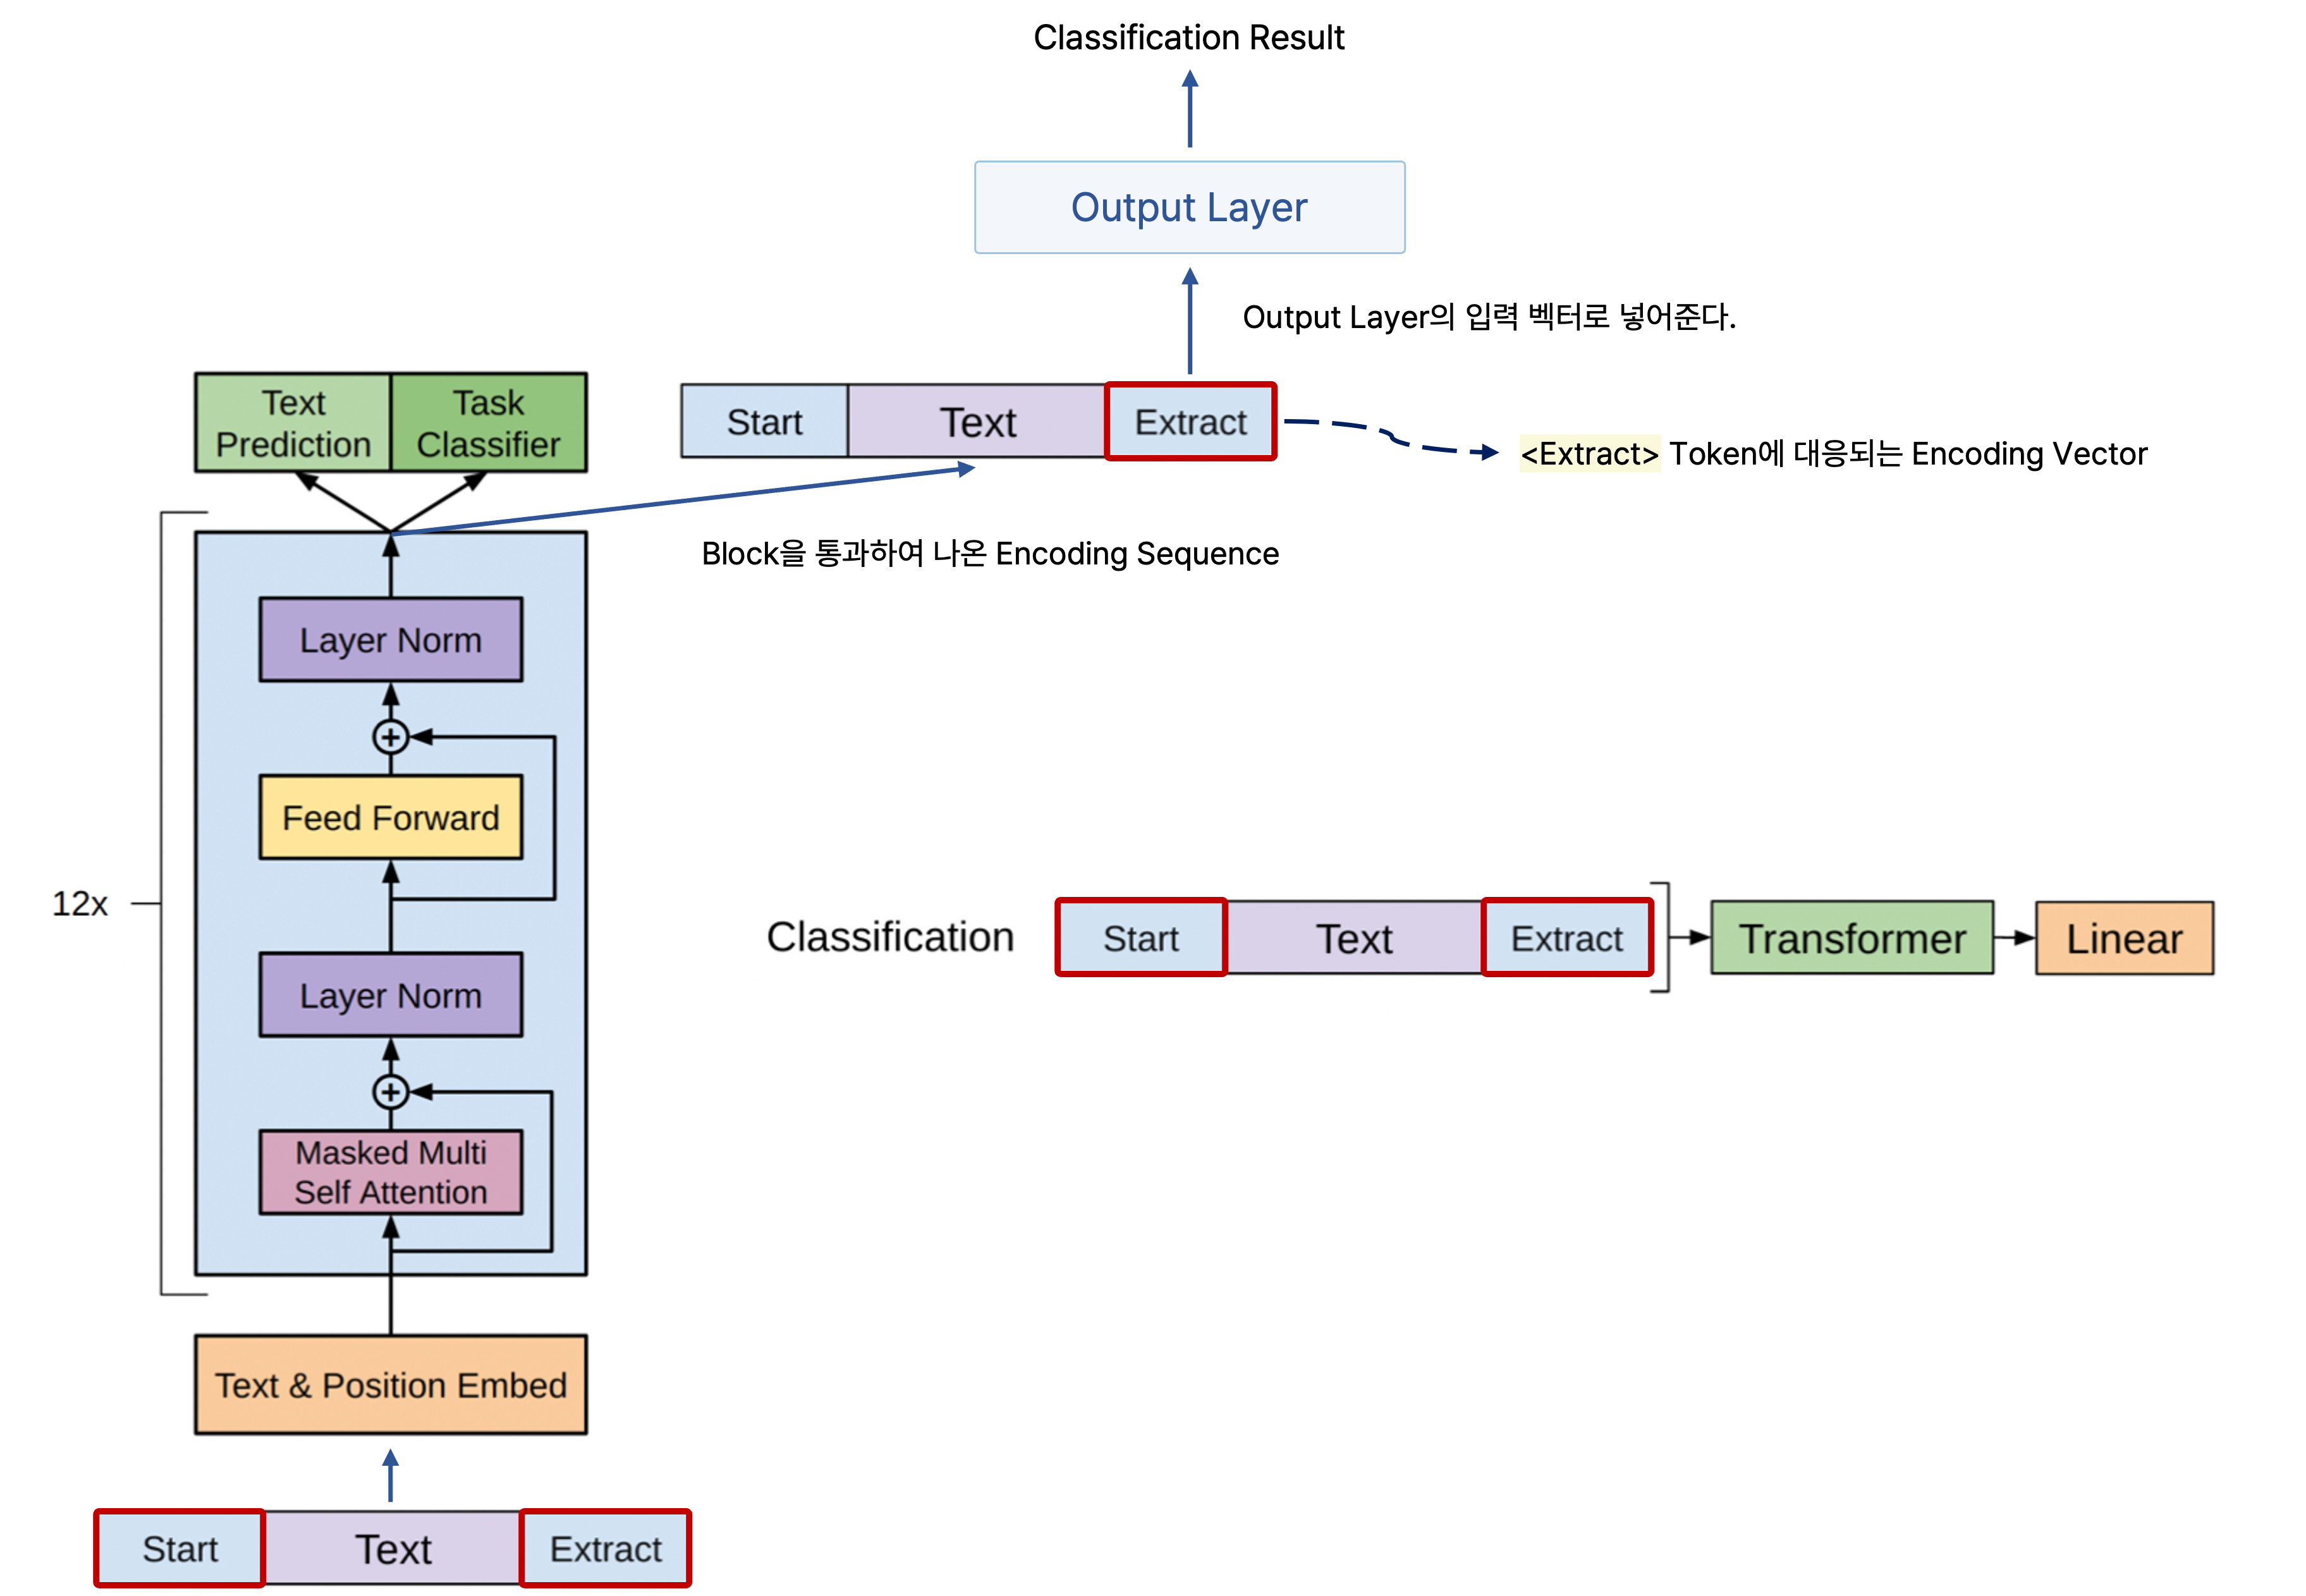 Classification Result
Output Layer
Output Layer의 입력 벡터로 넣어준다.
Text
Prediction
Task
Classifier
Start
Text
Extract
<Extract> Token에 대응되는 Encoding Vector
Block을 통과하여 나온 Encoding Sequence
Layer Norm
+
Feed Forward
12x
Layer Norm
+
Masked Multi
Self Attention
Text & Position Embed
Start
Text
Extract
Classification
Start
Text
Extract
Transformer
Linear